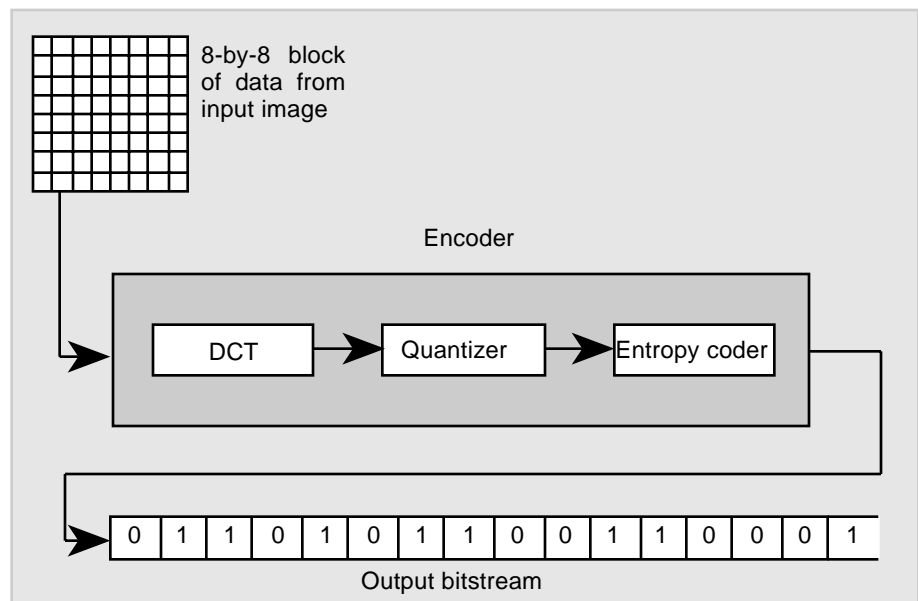 8-by-8 block
of data from
input image
Encoder
DCT
Quantizer
Entropy coder
0 1 1 0 1 0 1 1 0 0 1 1 0 0 0 1
Output bitstream